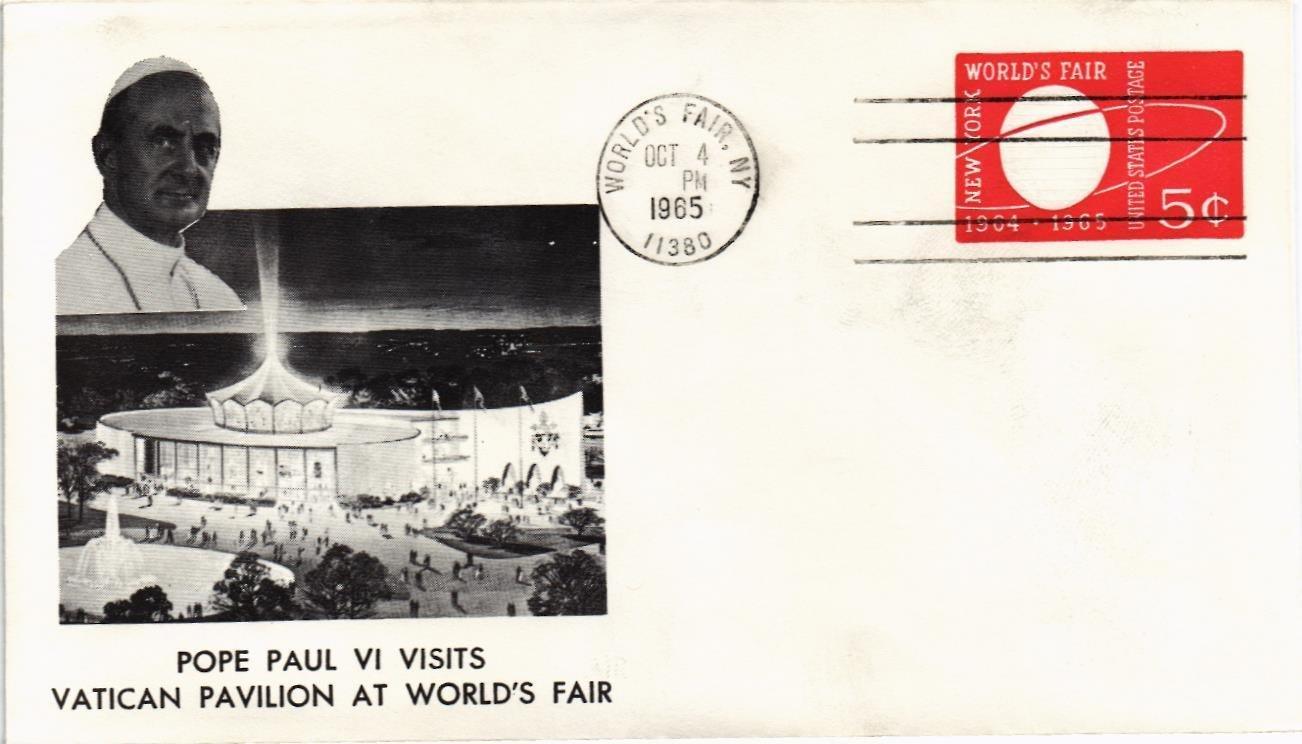 WORLD'S FAIR, NY
OCT 4
PM
1965
11380
WORLD'S FAIR
NEW YORK
UNITED STATES POSTAGE
1964 • 1965
5¢
POPE PAUL VI VISITS
VATICAN PAVILION AT WORLD'S FAIR